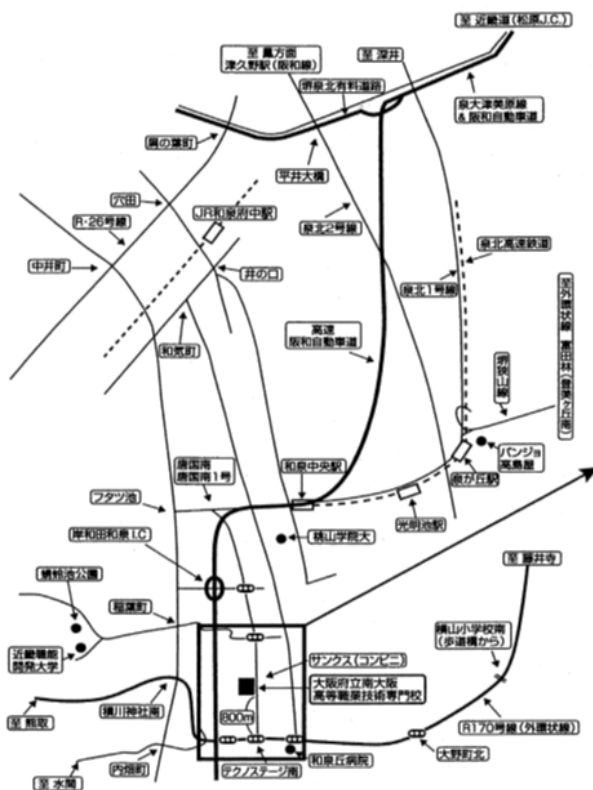 至 近畿道(松原J.C.)
至 鳳方面
津久野駅(阪和線)
至 深井
堺泉北有料道路
泉大津美原線
& 阪和自動車道
肩の葉町
平井大橋
穴田
JR和泉府中駅
R-26号線
泉北2号線
泉北高速鉄道
中井町
井の口
泉北1号線
至外環状線 富田林(登美ヶ丘南)
和気町
高速
阪和自動車道
堺狭山線
パンジョ
高島屋
唐国南
唐国南1号
和泉中央駅
泉が丘駅
フタツ池
光明池駅
岸和田和泉I.C
桃山学院大
至 藤井寺
蜻蛉池公園
稲葉町
横山小学校南
(歩道橋から)
近畿職能
開発大学
サンクス(コンビニ)
大阪府立南大阪
高等職業技術専門校
積川神社南
800m
R170号線(外環状線)
至 熊取
大野町北
内畑町
テクノステージ南
和泉丘病院
至 水間